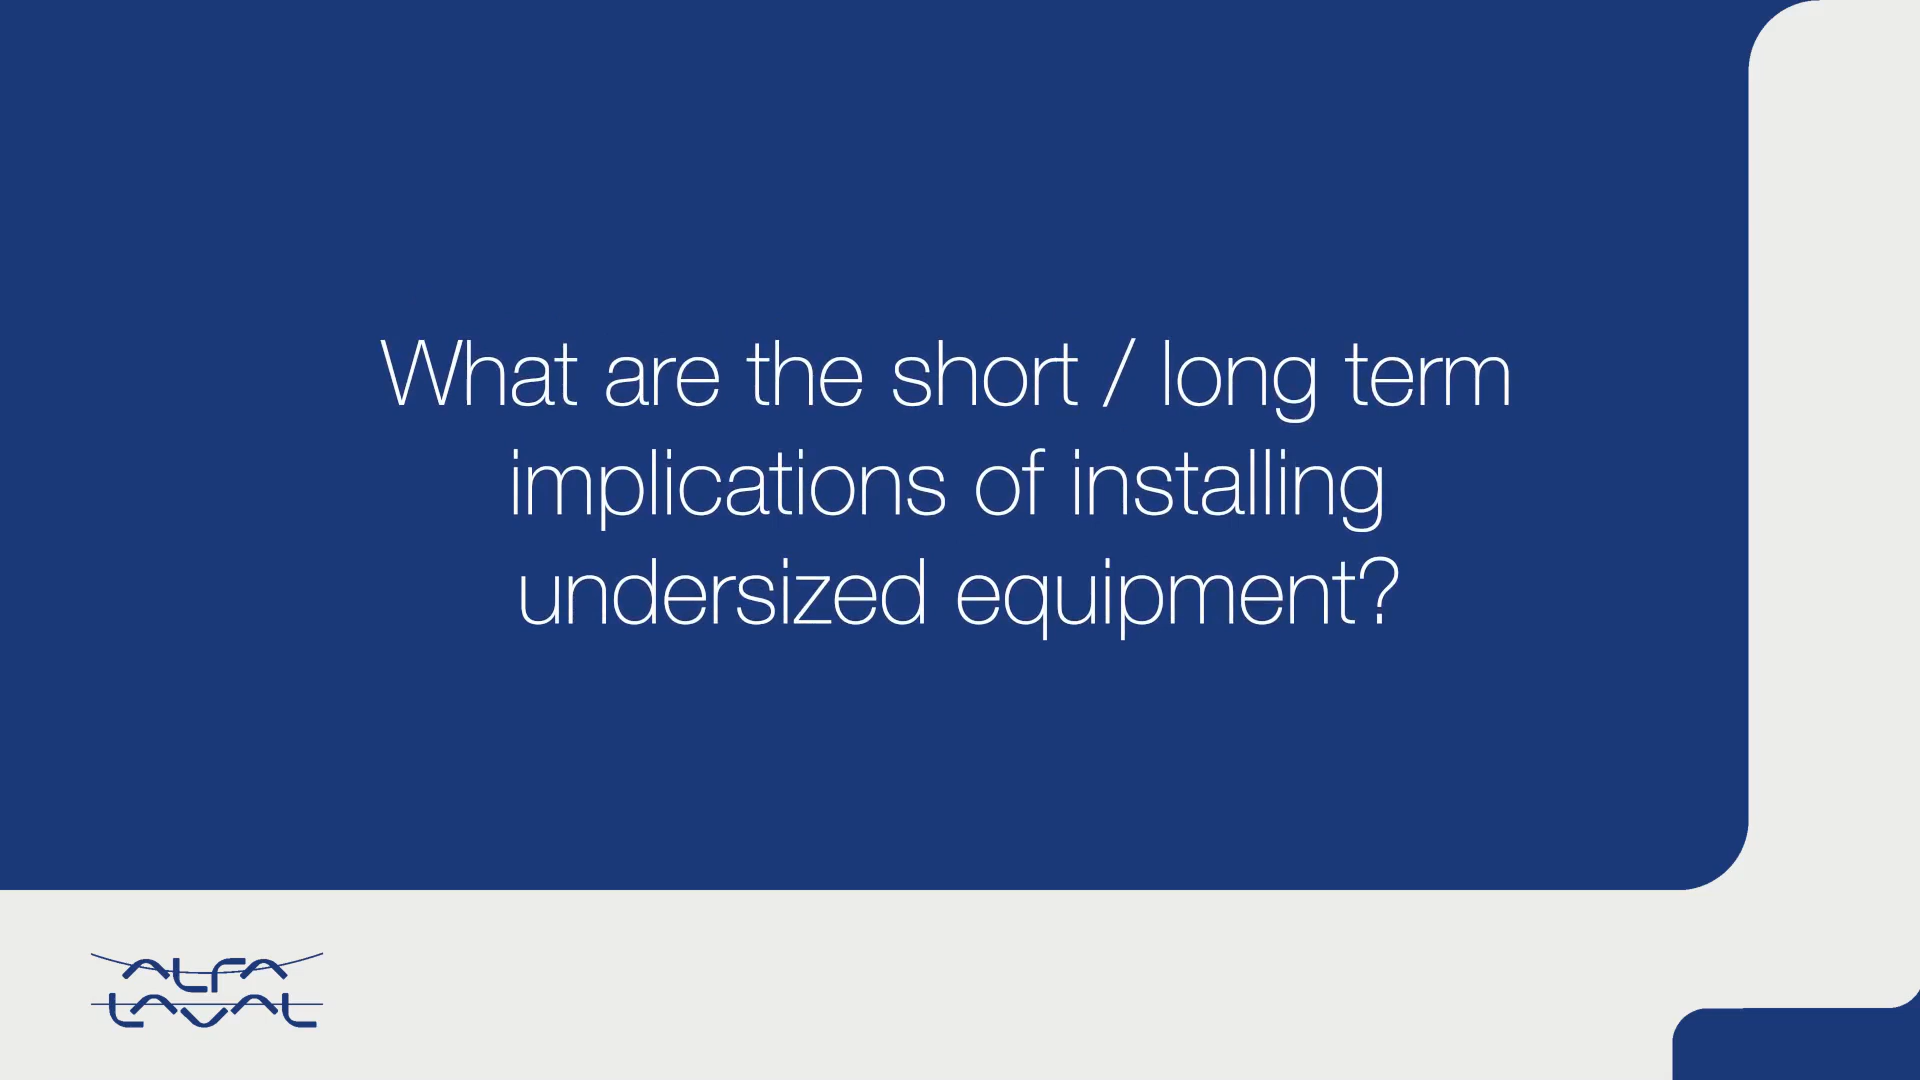 What are the short / long term
implications of installing
undersized equipment?
ALFA
LAVAL